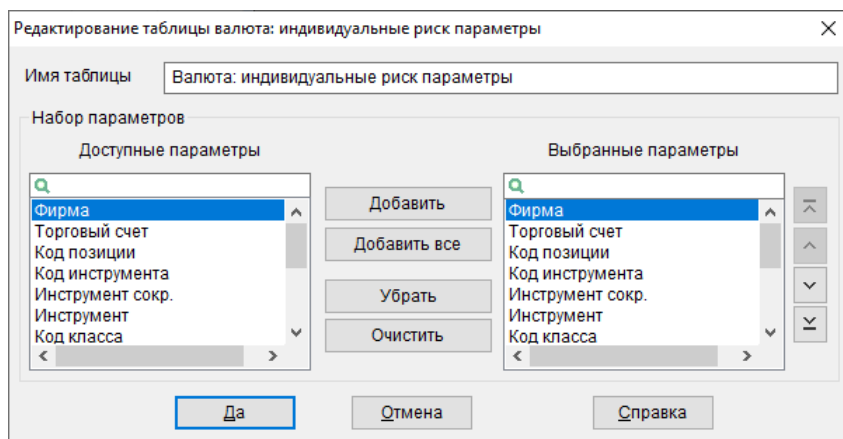 Редактирование таблицы валюта: индивидуальные риск параметры
Имя таблицы
Валюта: индивидуальные риск параметры
Набор параметров
Доступные параметры
Выбранные параметры
Фирма
Торговый счет
Код позиции
Код инструмента
Инструмент сокр.
Инструмент
Код класса
Добавить
Добавить все
Убрать
Очистить
Фирма
Торговый счет
Код позиции
Код инструмента
Инструмент сокр.
Инструмент
Код класса
Да
Отмена
Справка